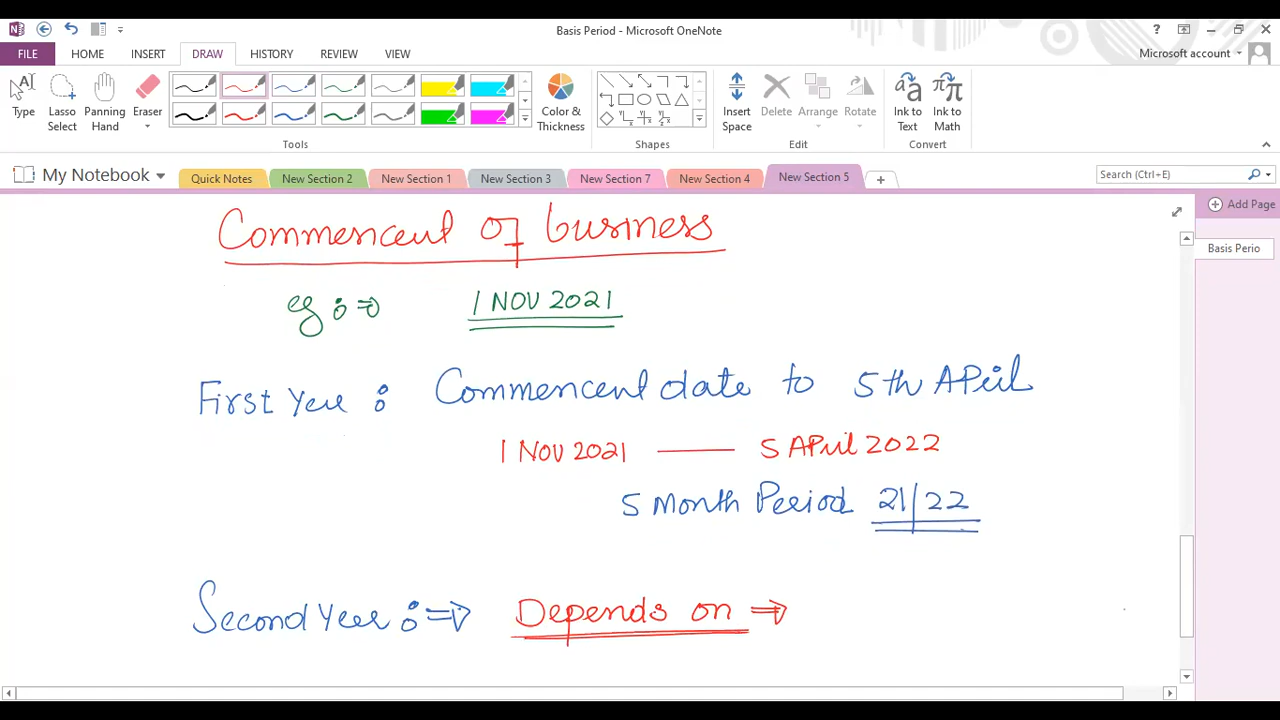 Basis Period - Microsoft OneNote
?
FILE HOME INSERT DRAW HISTORY REVIEW VIEW
Microsoft account
Type
Lasso Select
Panning Hand
Eraser
Color & Thickness
Insert Space
Delete
Arrange
Rotate
Ink to Text
Ink to Math
Tools Shapes Edit Convert
My Notebook Quick Notes New Section 2 New Section 1 New Section 3 New Section 7 New Section 4 New Section 5
Search (Ctrl+E)
Add Page
Basis Perio
Commencent of business
eg :⇒ 1 NOV 2021
First Yere : Commencent date to 5th APril
1 NOV 2021 — 5 APril 2022
5 Month Period 21/22
Second Year :⇒ Depends on ⇒